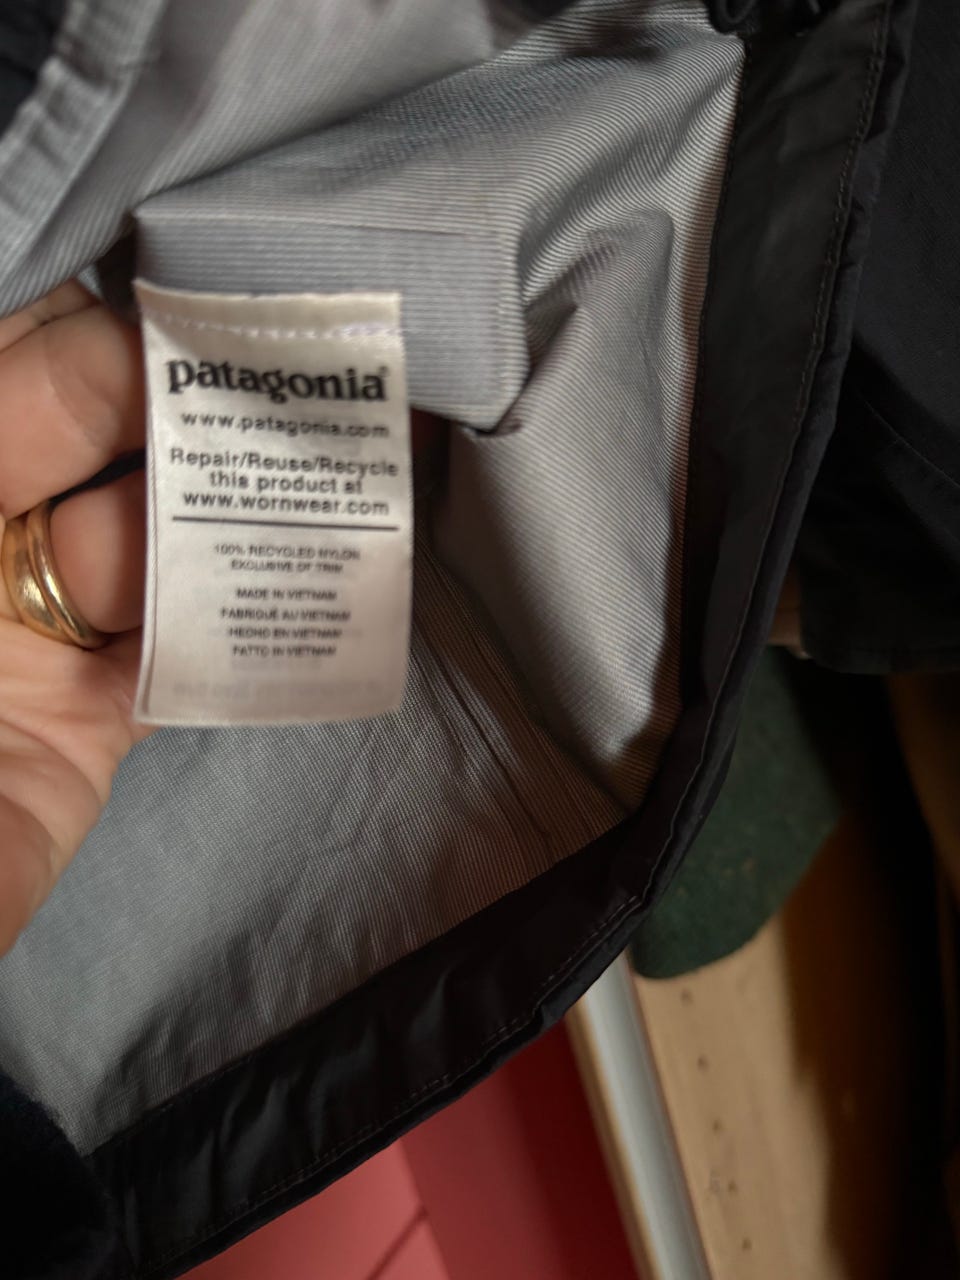 patagonia®
www.patagonia.com
Repair/Reuse/Recycle
this product at
www.wornwear.com
100% RECYCLED NYLON
EXCLUSIVE OF TRIM
MADE IN VIETNAM
FABRIQUÉ AU VIETNAM
HECHO EN VIETNAM
FATTO IN VIETNAM